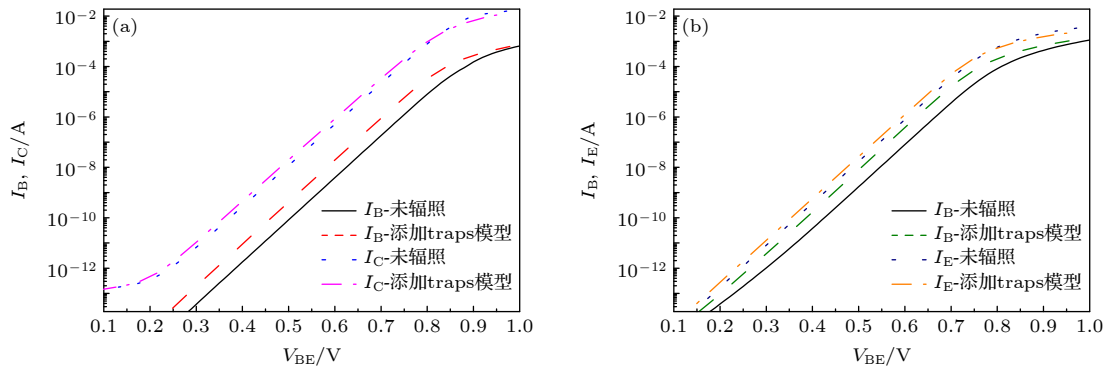 (a)
10⁻²
10⁻⁴
10⁻⁶
10⁻⁸
10⁻¹⁰
10⁻¹²
I_B, I_C/A
I_B-未辐照
I_B-添加traps模型
I_C-未辐照
I_C-添加traps模型
0.1 0.2 0.3 0.4 0.5 0.6 0.7 0.8 0.9 1.0
V_BE/V
(b)
10⁻²
10⁻⁴
10⁻⁶
10⁻⁸
10⁻¹⁰
10⁻¹²
I_B, I_E/A
I_B-未辐照
I_B-添加traps模型
I_E-未辐照
I_E-添加traps模型
0.1 0.2 0.3 0.4 0.5 0.6 0.7 0.8 0.9 1.0
V_BE/V